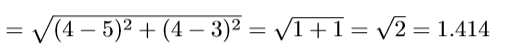 = √(4 − 5)² + (4 − 3)² = √1 + 1 = √2 = 1.414